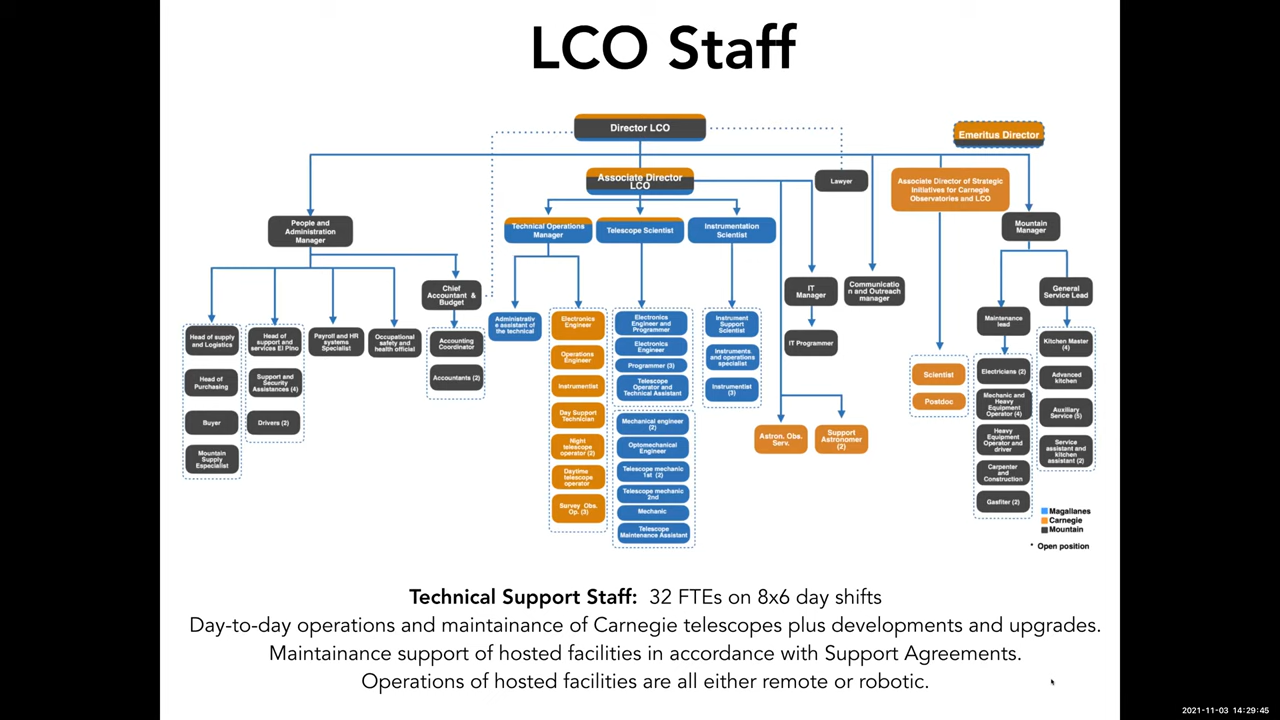 LCO Staff
Director LCO
Emeritus Director
Associate Director
LCO
Lawyer
Associate Director of Strategic
Initiatives for Carnegie
Observatories and LCO
People and
Administration
Manager
Technical Operations
Manager
Telescope Scientist
Instrumentation
Scientist
Mountain
Manager
Chief
Accountant &
Budget
IT
Manager
Communicatio
n and Outreach
manager
General
Service Lead
Head of supply
and Logistics
Head of
Purchasing
Buyer
Mountain
Supply
Especialist
Head of
support and
services El Pino
Support and
Security
Assistances (4)
Drivers (2)
Payroll and HR
systems
Specialist
Occupational
safety and
health official
Accounting
Coordinator
Accountants (2)
Administrativ
e assistant of
the technical
Electronics
Engineer
Operations
Engineer
Instrumentist
Day Support
Technician
Night
telescope
operator (2)
Daytime
telescope
operator
Survey Obs.
Op. (3)
Electronics
Engineer and
Programmer
Electronics
Engineer
Programmer (3)
Telescope
Operator and
Technical Assistant
Mechanical engineer
(2)
Optomechanical
Engineer
Telescope mechanic
1st (2)
Telescope mechanic
2nd
Mechanic
Telescope
Maintenance Assistant
Instrument
Support
Scientist
Instruments
and operations
specialist
Instrumentist
(3)
IT Programmer
Astron. Obs.
Serv.
Support
Astronomer
(2)
Scientist
Postdoc
Maintenance
lead
Electricians (2)
Mechanic and
Heavy
Equipment
Operator (4)
Heavy
Equipment
Operator and
driver
Carpenter
and
Construction
Gasfiter (2)
Kitchen Master
(4)
Advanced
kitchen
Auxiliary
Service (5)
Service
assistant and
kitchen
assistant (2)
Magallanes
Carnegie
Mountain
* Open position
Technical Support Staff: 32 FTEs on 8x6 day shifts
Day-to-day operations and maintainance of Carnegie telescopes plus developments and upgrades.
Maintainance support of hosted facilities in accordance with Support Agreements.
Operations of hosted facilities are all either remote or robotic.
2021-11-03 14:29:45